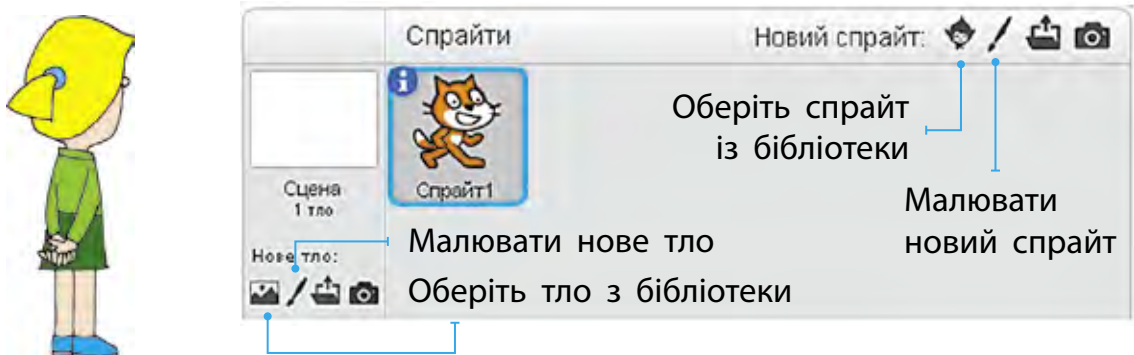 Спрайти
Новий спрайт:
Оберіть спрайт
із бібліотеки
Спрайт1
Сцена
1 тло
Малювати
новий спрайт
Малювати нове тло
Нове тло:
Оберіть тло з бібліотеки